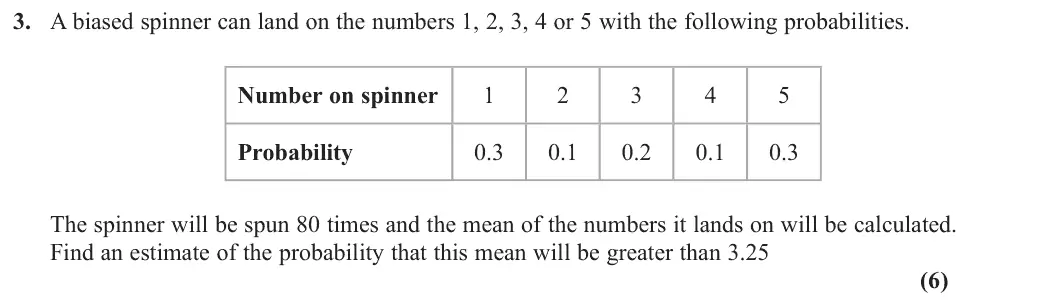 3. A biased spinner can land on the numbers 1, 2, 3, 4 or 5 with the following probabilities.
Number on spinner 1 2 3 4 5
Probability 0.3 0.1 0.2 0.1 0.3
The spinner will be spun 80 times and the mean of the numbers it lands on will be calculated.
Find an estimate of the probability that this mean will be greater than 3.25
(6)